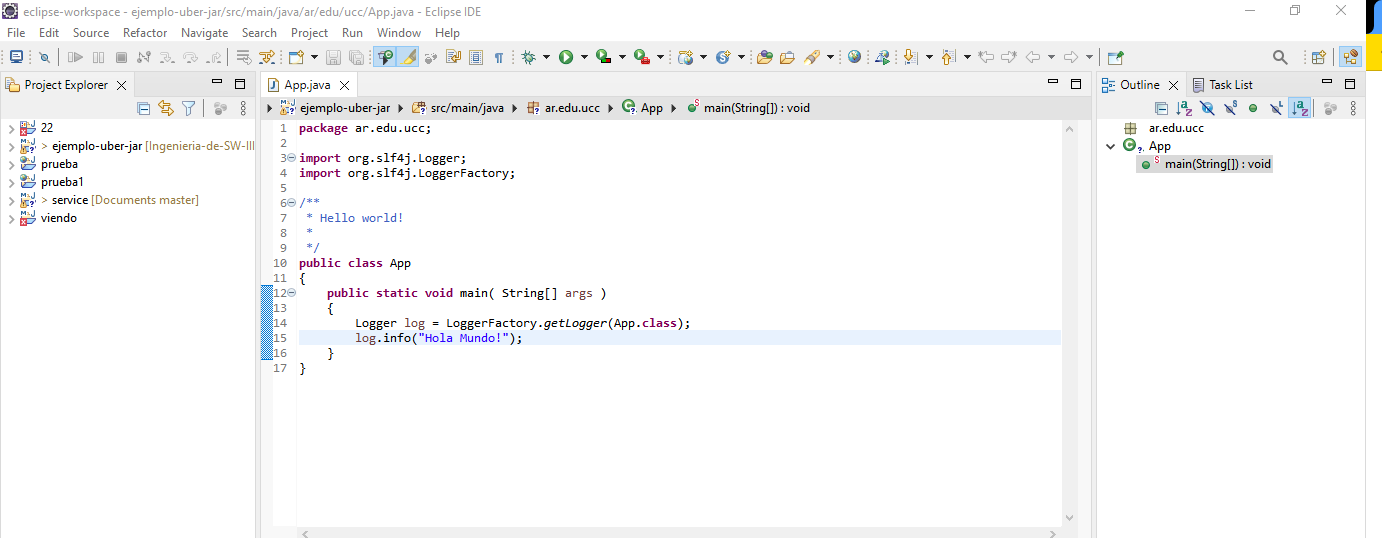 eclipse-workspace - ejemplo-uber-jar/src/main/java/ar/edu/ucc/App.java - Eclipse IDE
File Edit Source Refactor Navigate Search Project Run Window Help
Project Explorer
App.java
Outline
Task List
ejemplo-uber-jar
src/main/java
ar.edu.ucc
App
main(String[]) : void
22
> ejemplo-uber-jar [Ingenieria-de-SW-III
prueba
prueba1
> service [Documents master]
viendo
1 package ar.edu.ucc;
2
3 import org.slf4j.Logger;
4 import org.slf4j.LoggerFactory;
5
6 /**
7 * Hello world!
8 *
9 */
10 public class App
11 {
12 public static void main( String[] args )
13 {
14 Logger log = LoggerFactory.getLogger(App.class);
15 log.info("Hola Mundo!");
16 }
17 }
ar.edu.ucc
App
main(String[]) : void